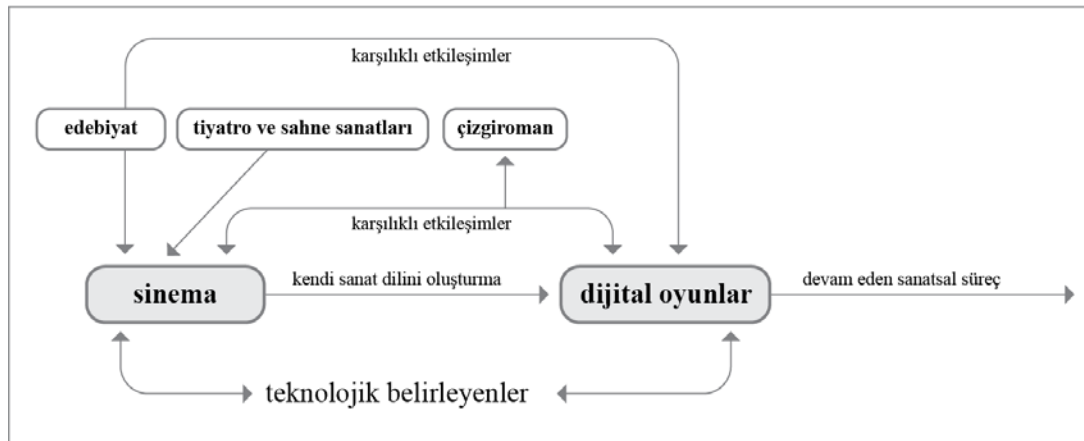 karşılıklı etkileşimler
edebiyat
tiyatro ve sahne sanatları
çizgiroman
karşılıklı etkileşimler
sinema
kendi sanat dilini oluşturma
dijital oyunlar
devam eden sanatsal süreç
teknolojik belirleyenler